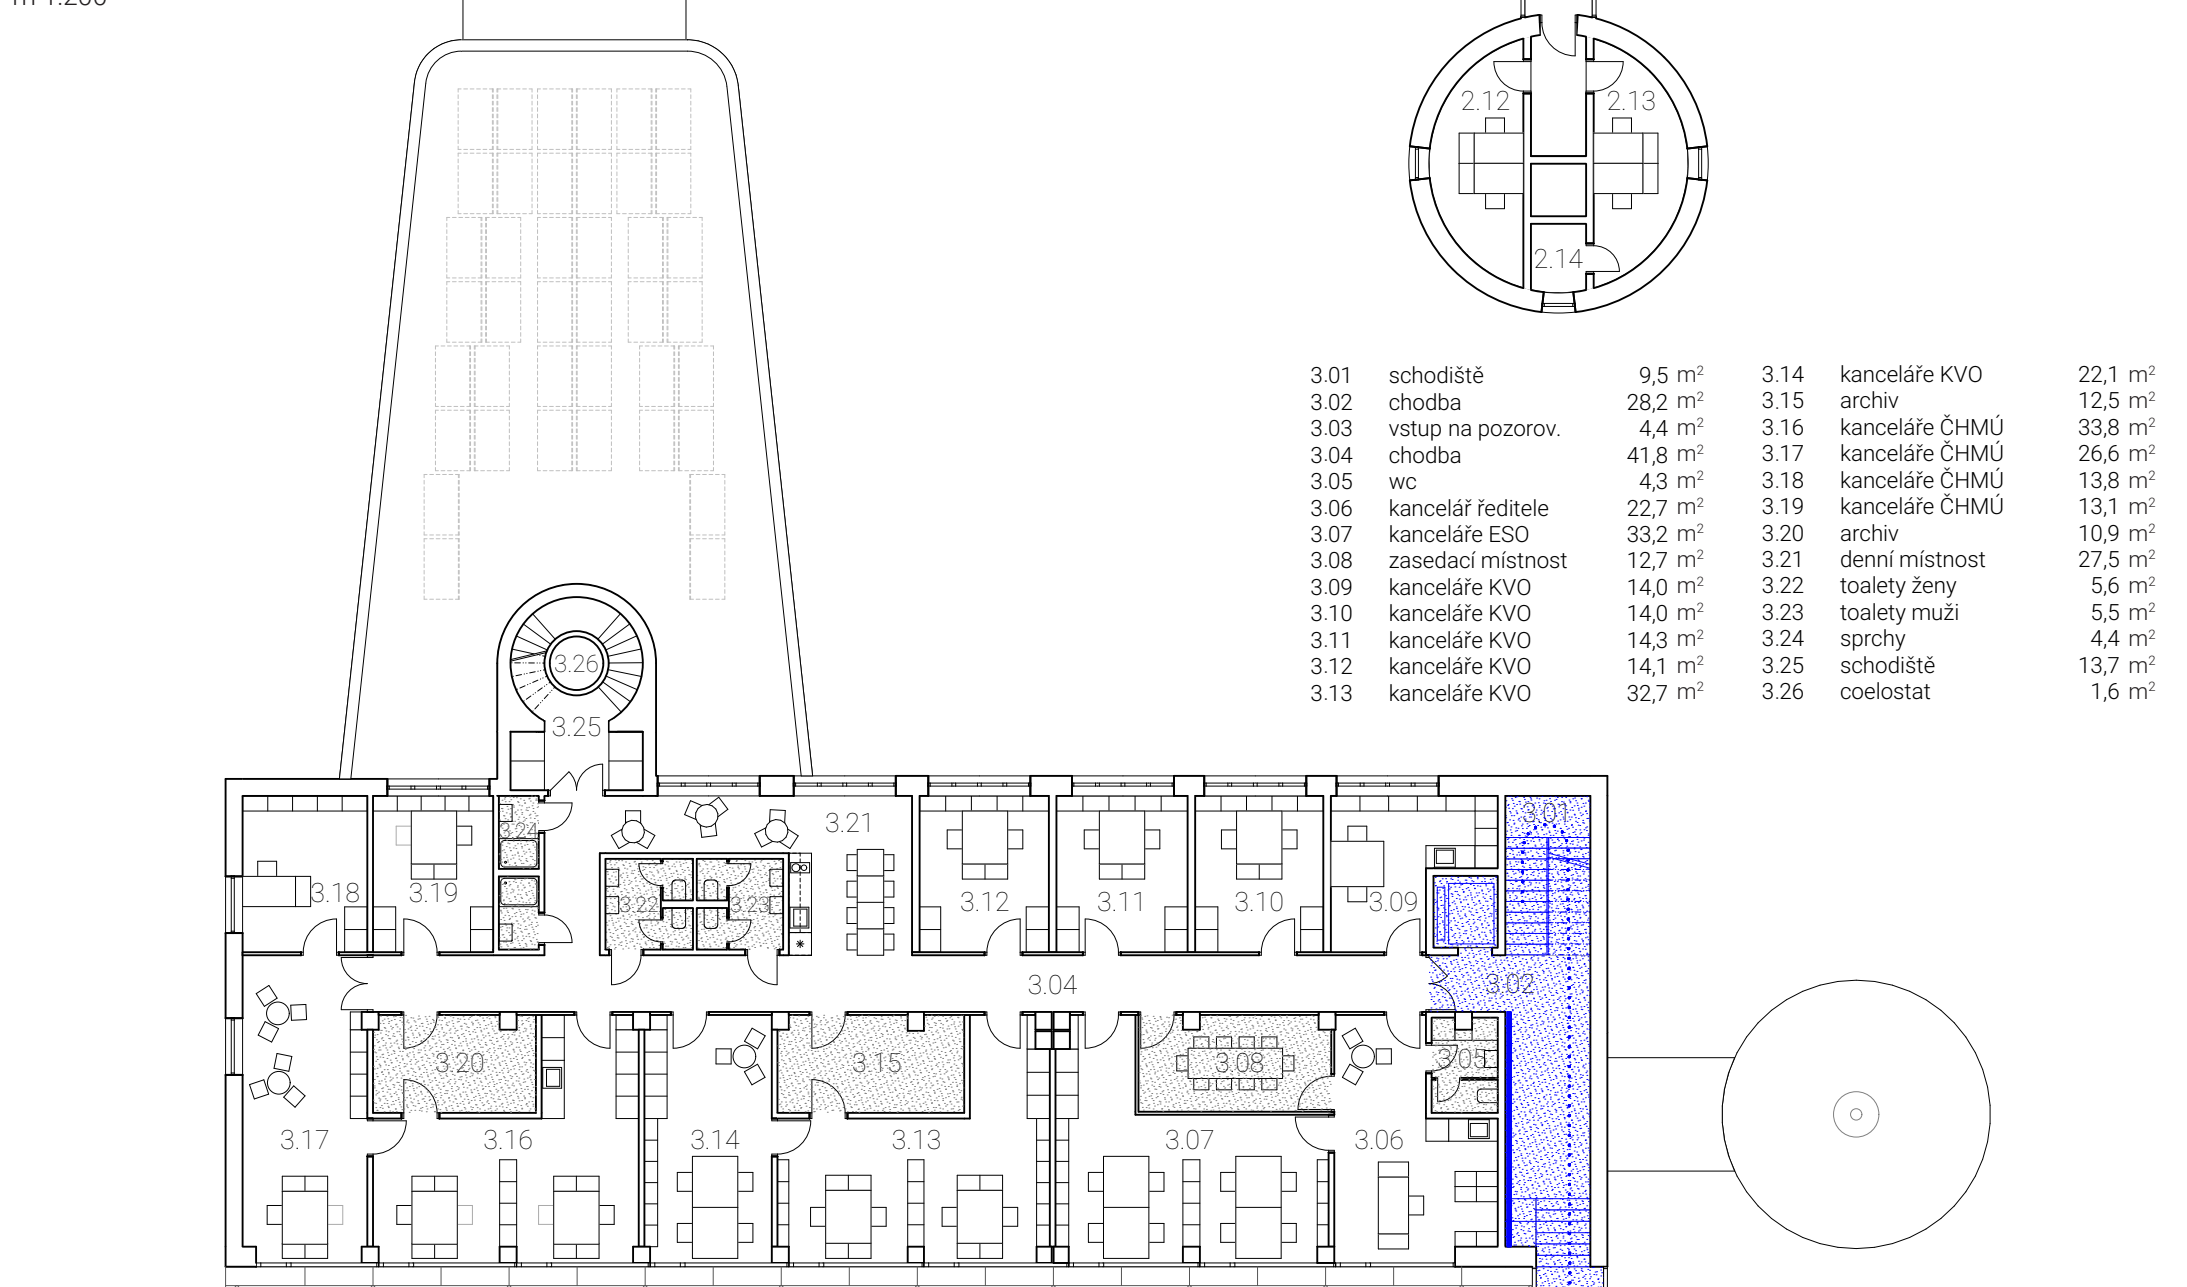 m 1:200
2.12
2.13
2.14
3.01 schodiště 9,5 m² 3.14 kanceláře KVO 22,1 m²
3.02 chodba 28,2 m² 3.15 archiv 12,5 m²
3.03 vstup na pozorov. 4,4 m² 3.16 kanceláře ČHMÚ 33,8 m²
3.04 chodba 41,8 m² 3.17 kanceláře ČHMÚ 26,6 m²
3.05 wc 4,3 m² 3.18 kanceláře ČHMÚ 13,8 m²
3.06 kancelář ředitele 22,7 m² 3.19 kanceláře ČHMÚ 13,1 m²
3.07 kanceláře ESO 33,2 m² 3.20 archiv 10,9 m²
3.08 zasedací místnost 12,7 m² 3.21 denní místnost 27,5 m²
3.09 kanceláře KVO 14,0 m² 3.22 toalety ženy 5,6 m²
3.10 kanceláře KVO 14,0 m² 3.23 toalety muži 5,5 m²
3.11 kanceláře KVO 14,3 m² 3.24 sprchy 4,4 m²
3.12 kanceláře KVO 14,1 m² 3.25 schodiště 13,7 m²
3.13 kanceláře KVO 32,7 m² 3.26 coelostat 1,6 m²
3.26
3.25
3.24
3.21
3.01
3.18
3.19
3.22
3.23
3.12
3.11
3.10
3.09
3.04
3.02
3.20
3.15
3.08
3.05
3.17
3.16
3.14
3.13
3.07
3.06